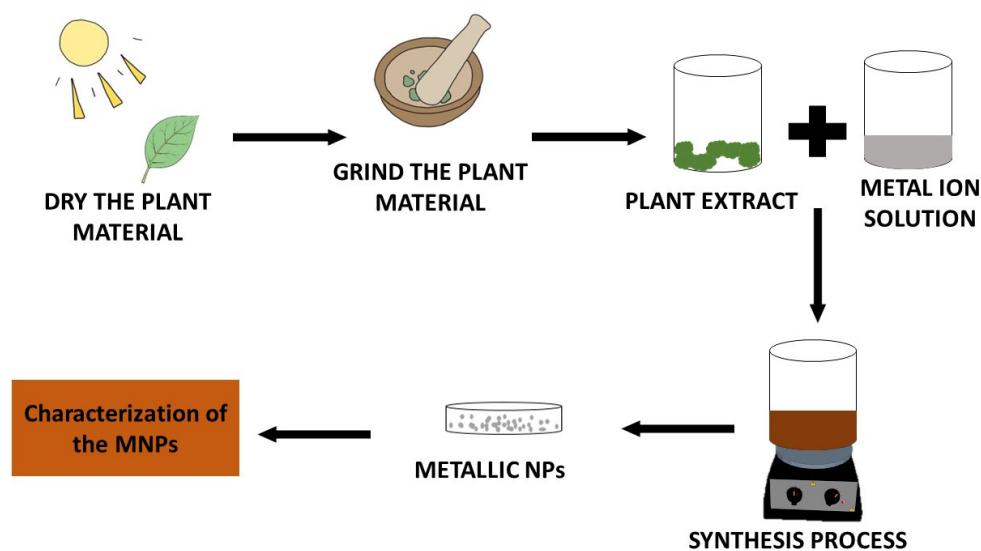 DRY THE PLANT
MATERIAL
GRIND THE PLANT
MATERIAL
PLANT EXTRACT
METAL ION
SOLUTION
SYNTHESIS PROCESS
METALLIC NPs
Characterization of
the MNPs